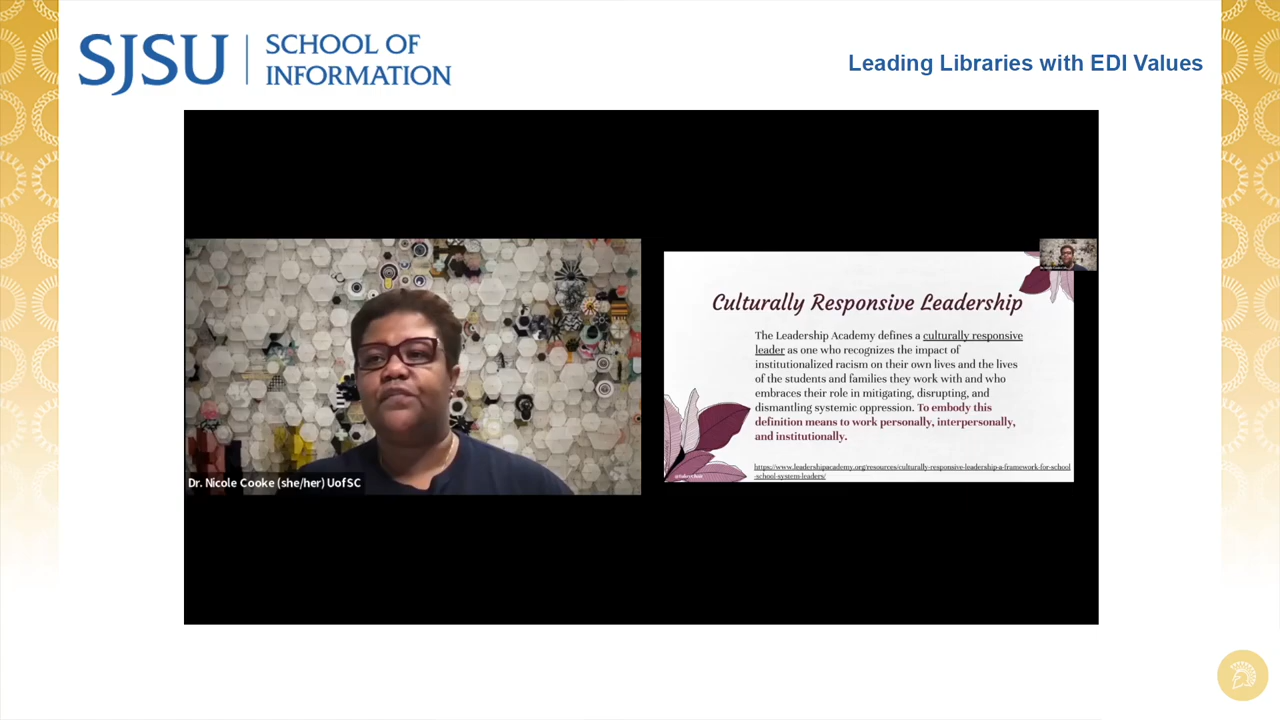 SJSU
SCHOOL OF
INFORMATION
Leading Libraries with EDI Values
Dr. Nicole Cooke (she/her) UofSC
Culturally Responsive Leadership
The Leadership Academy defines a culturally responsive
leader as one who recognizes the impact of
institutionalized racism on their own lives and the lives
of the students and families they work with and who
embraces their role in mitigating, disrupting, and
dismantling systemic oppression. To embody this
definition means to work personally, interpersonally,
and institutionally.
https://www.leadershipacademy.org/resources/culturally-responsive-leadership-a-framework-for-school
-school-system-leaders/